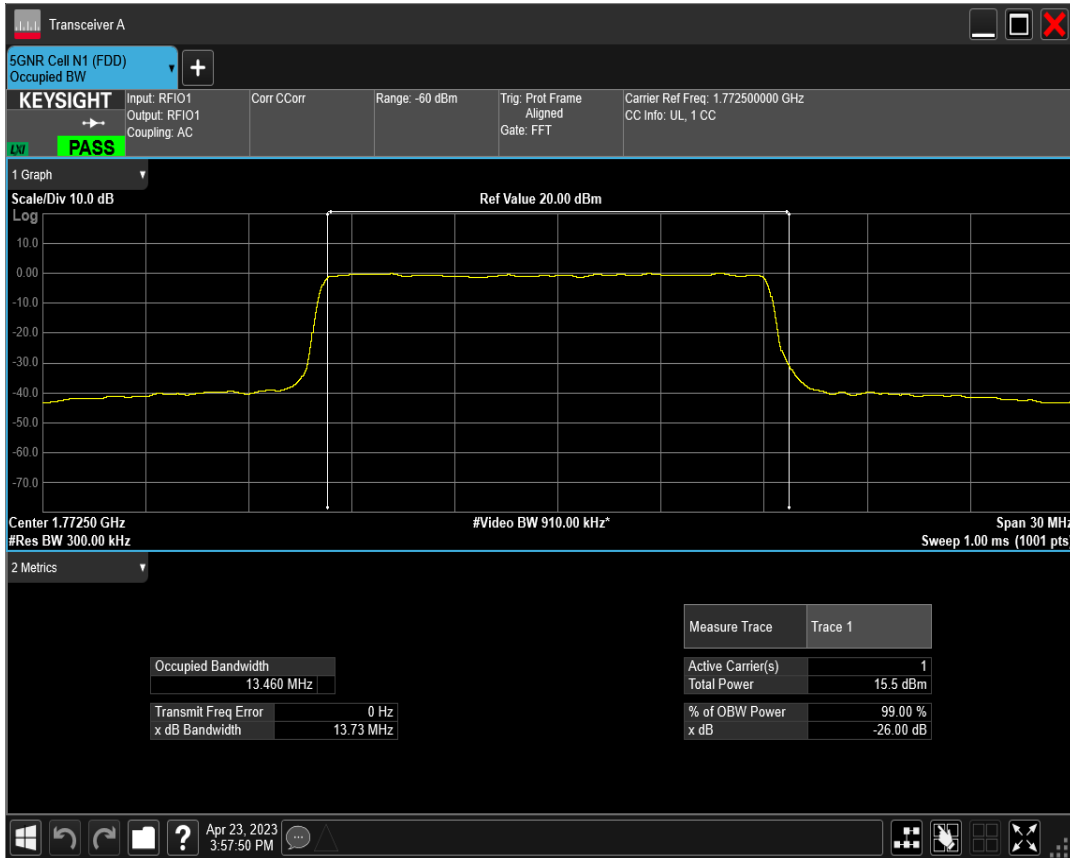 Transceiver A
5GNR Cell N1 (FDD)
Occupied BW
+
KEYSIGHT
LXI
PASS
Input: RFIO1
Output: RFIO1
Coupling: AC
Corr CCorr
Range: -60 dBm
Trig: Prot Frame
Aligned
Gate: FFT
Carrier Ref Freq: 1.772500000 GHz
CC Info: UL, 1 CC
1 Graph
Scale/Div 10.0 dB
Ref Value 20.00 dBm
Log
10.0
0.00
-10.0
-20.0
-30.0
-40.0
-50.0
-60.0
-70.0
Center 1.77250 GHz
#Video BW 910.00 kHz*
Span 30 MHz
#Res BW 300.00 kHz
Sweep 1.00 ms (1001 pts)
2 Metrics
Measure Trace Trace 1
Occupied Bandwidth
13.460 MHz
Active Carrier(s) 1
Total Power 15.5 dBm
Transmit Freq Error 0 Hz
x dB Bandwidth 13.73 MHz
% of OBW Power 99.00 %
x dB -26.00 dB
?
Apr 23, 2023
3:57:50 PM